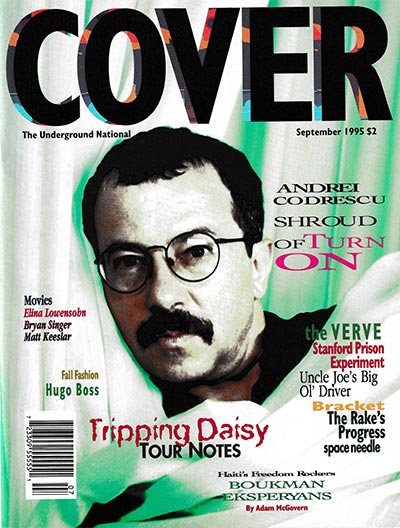 COVER
The Underground National
September 1995 $2
ANDREI
CODRESCU
SHROUD
OF TURN
ON
Movies
Elina Lowensohn
Bryan Singer
Matt Keeslar
Fall Fashion
Hugo Boss
the VERVE
Stanford Prison
Experiment
Uncle Joe's Big
Ol' Driver
Bracket
The Rake's
Progress
space needle
Tripping Daisy
TOUR NOTES
Haiti's Freedom Rockers
BOUKMAN
EKSPERYANS
By Adam McGovern
07